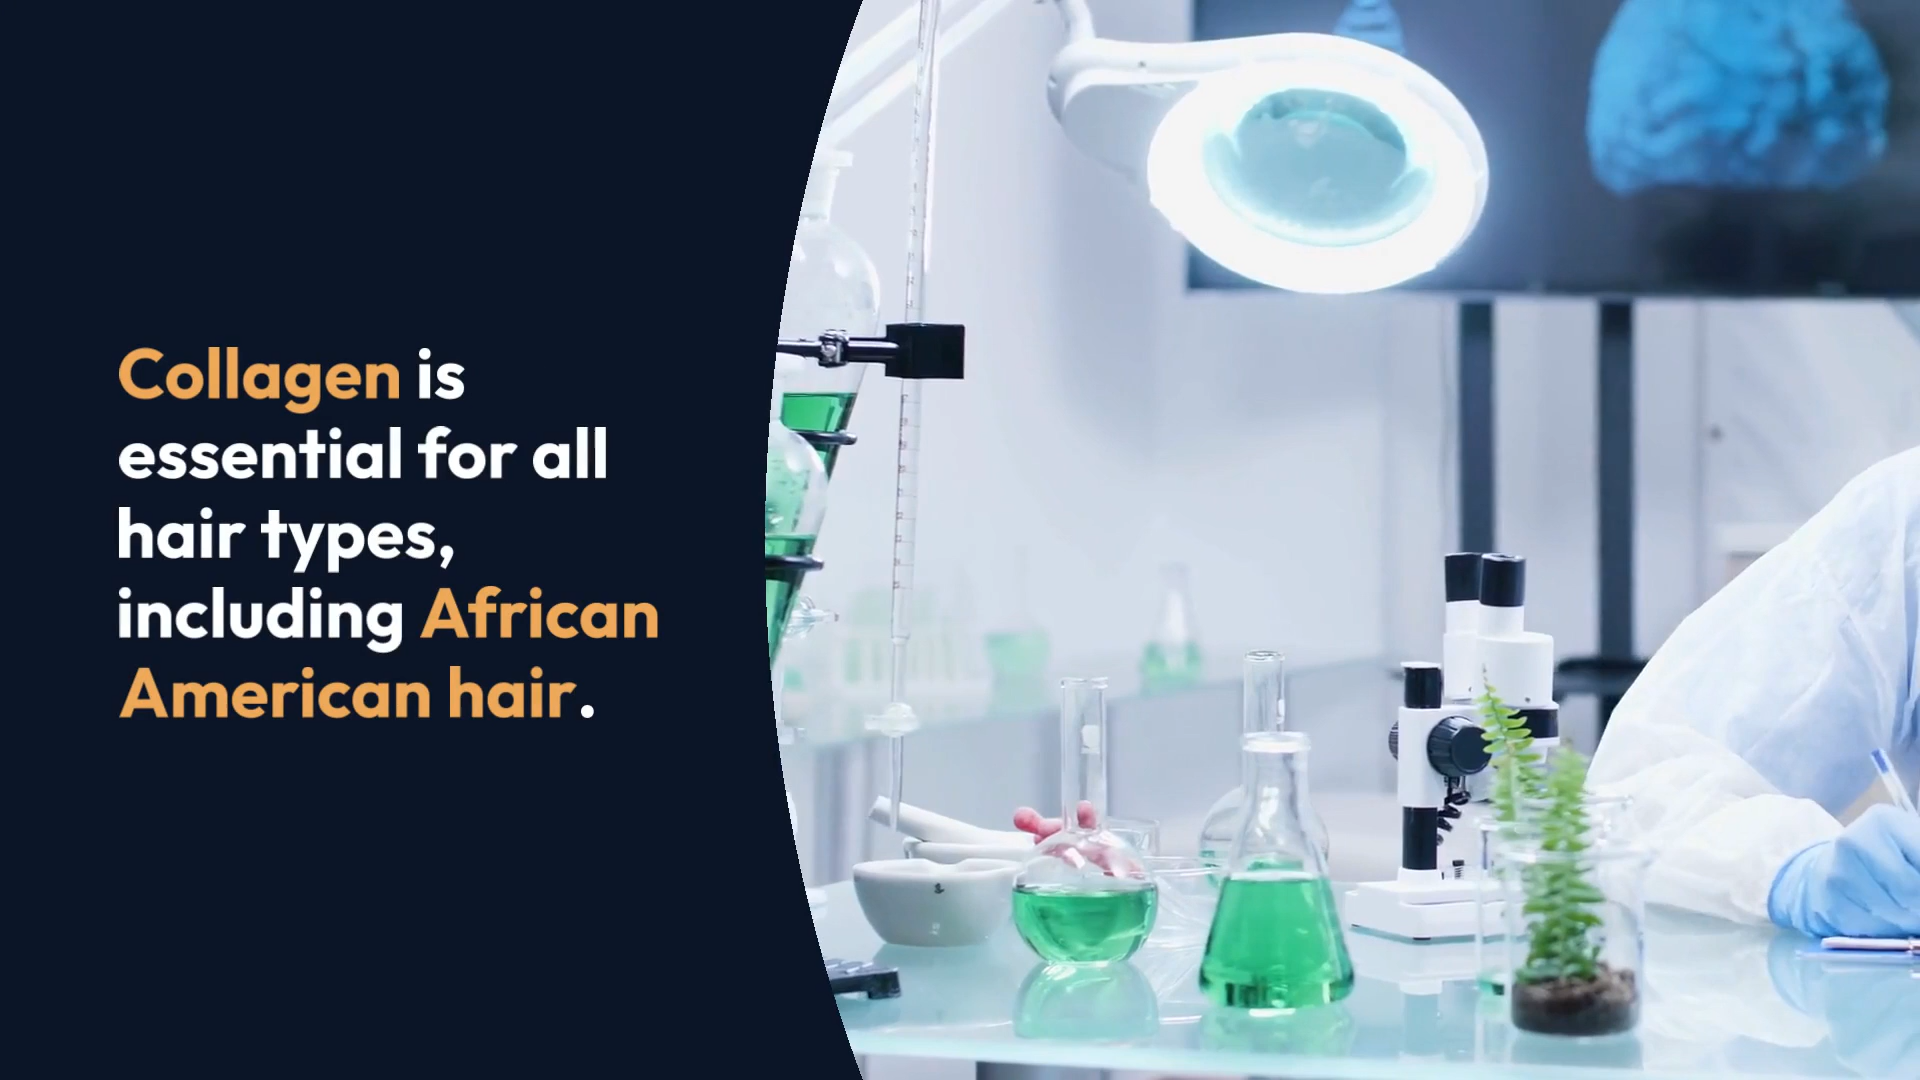 Collagen is
essential for all
hair types,
including African
American hair.